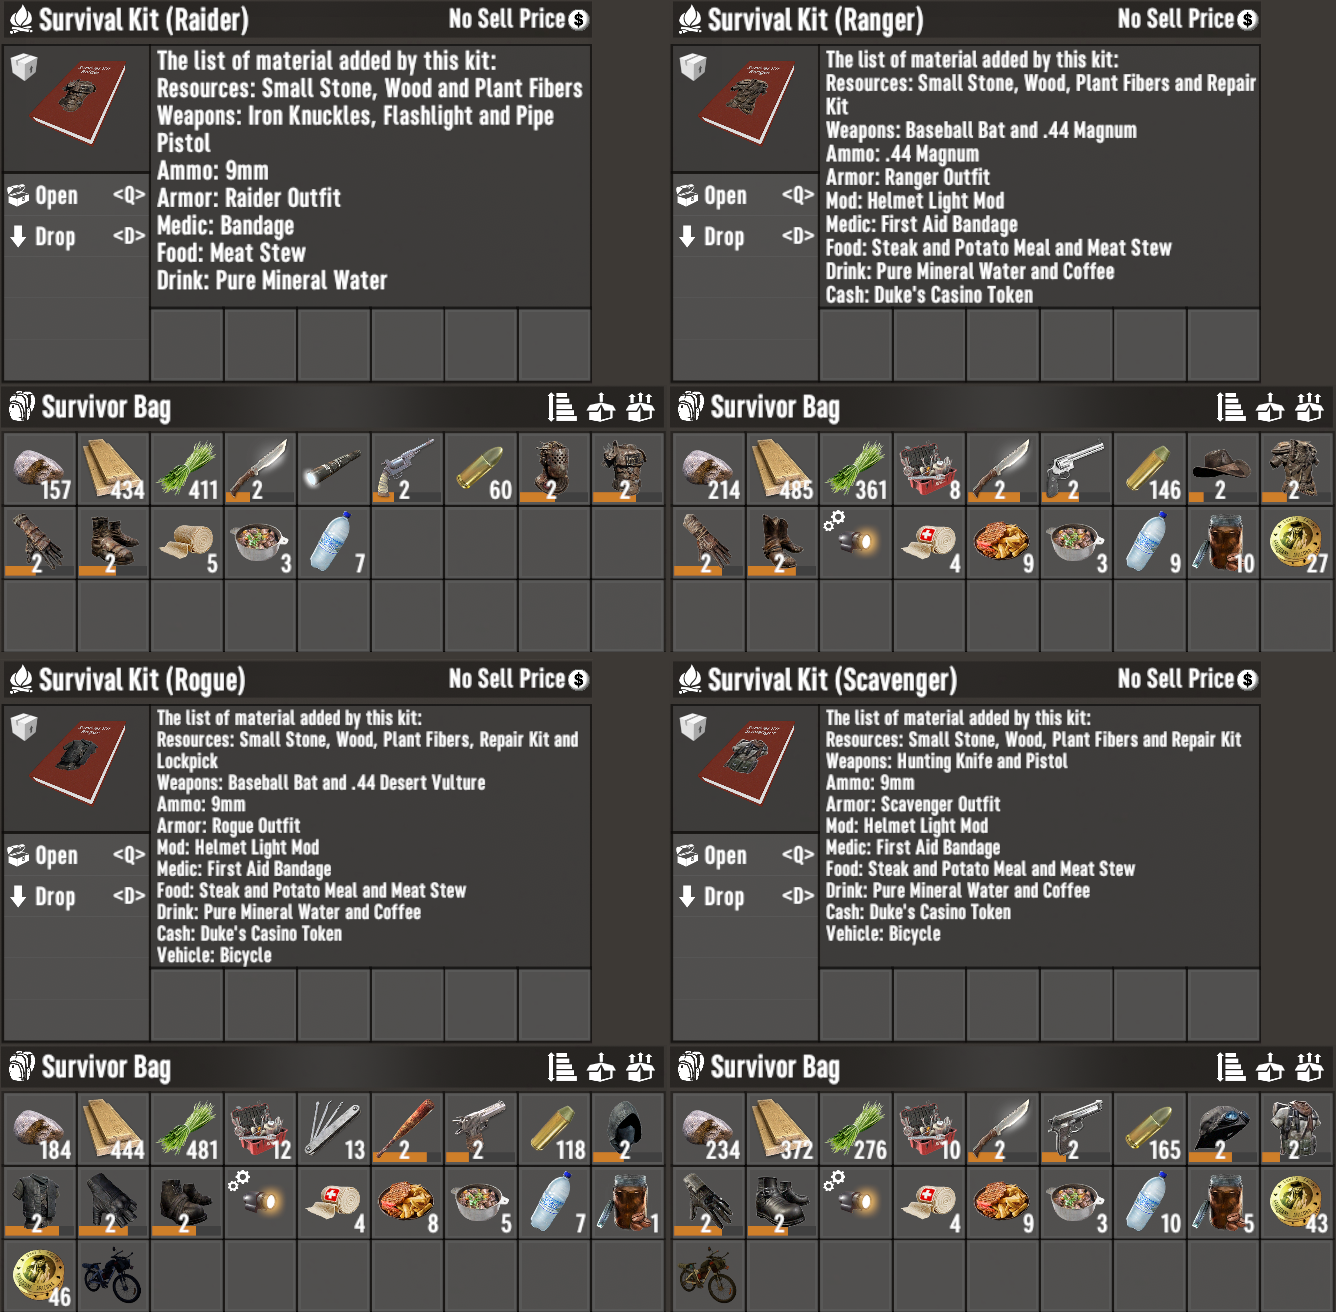 Survival Kit (Raider)
No Sell Price $
The list of material added by this kit:
Resources: Small Stone, Wood and Plant Fibers
Weapons: Iron Knuckles, Flashlight and Pipe
Pistol
Ammo: 9mm
Armor: Raider Outfit
Medic: Bandage
Food: Meat Stew
Drink: Pure Mineral Water
Open <Q>
Drop <D>
Survivor Bag
157 434 411 2 2 60 2 2
2 2 5 3 7
Survival Kit (Ranger)
No Sell Price $
The list of material added by this kit:
Resources: Small Stone, Wood, Plant Fibers and Repair
Kit
Weapons: Baseball Bat and .44 Magnum
Ammo: .44 Magnum
Armor: Ranger Outfit
Mod: Helmet Light Mod
Medic: First Aid Bandage
Food: Steak and Potato Meal and Meat Stew
Drink: Pure Mineral Water and Coffee
Cash: Duke's Casino Token
Open <Q>
Drop <D>
Survivor Bag
214 485 361 8 2 2 146 2 2
2 2 4 9 3 9 10 27
Survival Kit (Rogue)
No Sell Price $
The list of material added by this kit:
Resources: Small Stone, Wood, Plant Fibers, Repair Kit and
Lockpick
Weapons: Baseball Bat and .44 Desert Vulture
Ammo: 9mm
Armor: Rogue Outfit
Mod: Helmet Light Mod
Medic: First Aid Bandage
Food: Steak and Potato Meal and Meat Stew
Drink: Pure Mineral Water and Coffee
Cash: Duke's Casino Token
Vehicle: Bicycle
Open <Q>
Drop <D>
Survivor Bag
184 444 481 12 13 2 2 118 2
2 2 2 4 8 5 7 1
46
Survival Kit (Scavenger)
No Sell Price $
The list of material added by this kit:
Resources: Small Stone, Wood, Plant Fibers and Repair Kit
Weapons: Hunting Knife and Pistol
Ammo: 9mm
Armor: Scavenger Outfit
Mod: Helmet Light Mod
Medic: First Aid Bandage
Food: Steak and Potato Meal and Meat Stew
Drink: Pure Mineral Water and Coffee
Cash: Duke's Casino Token
Vehicle: Bicycle
Open <Q>
Drop <D>
Survivor Bag
234 372 276 10 2 2 165 2 2
2 2 4 9 3 10 5 43